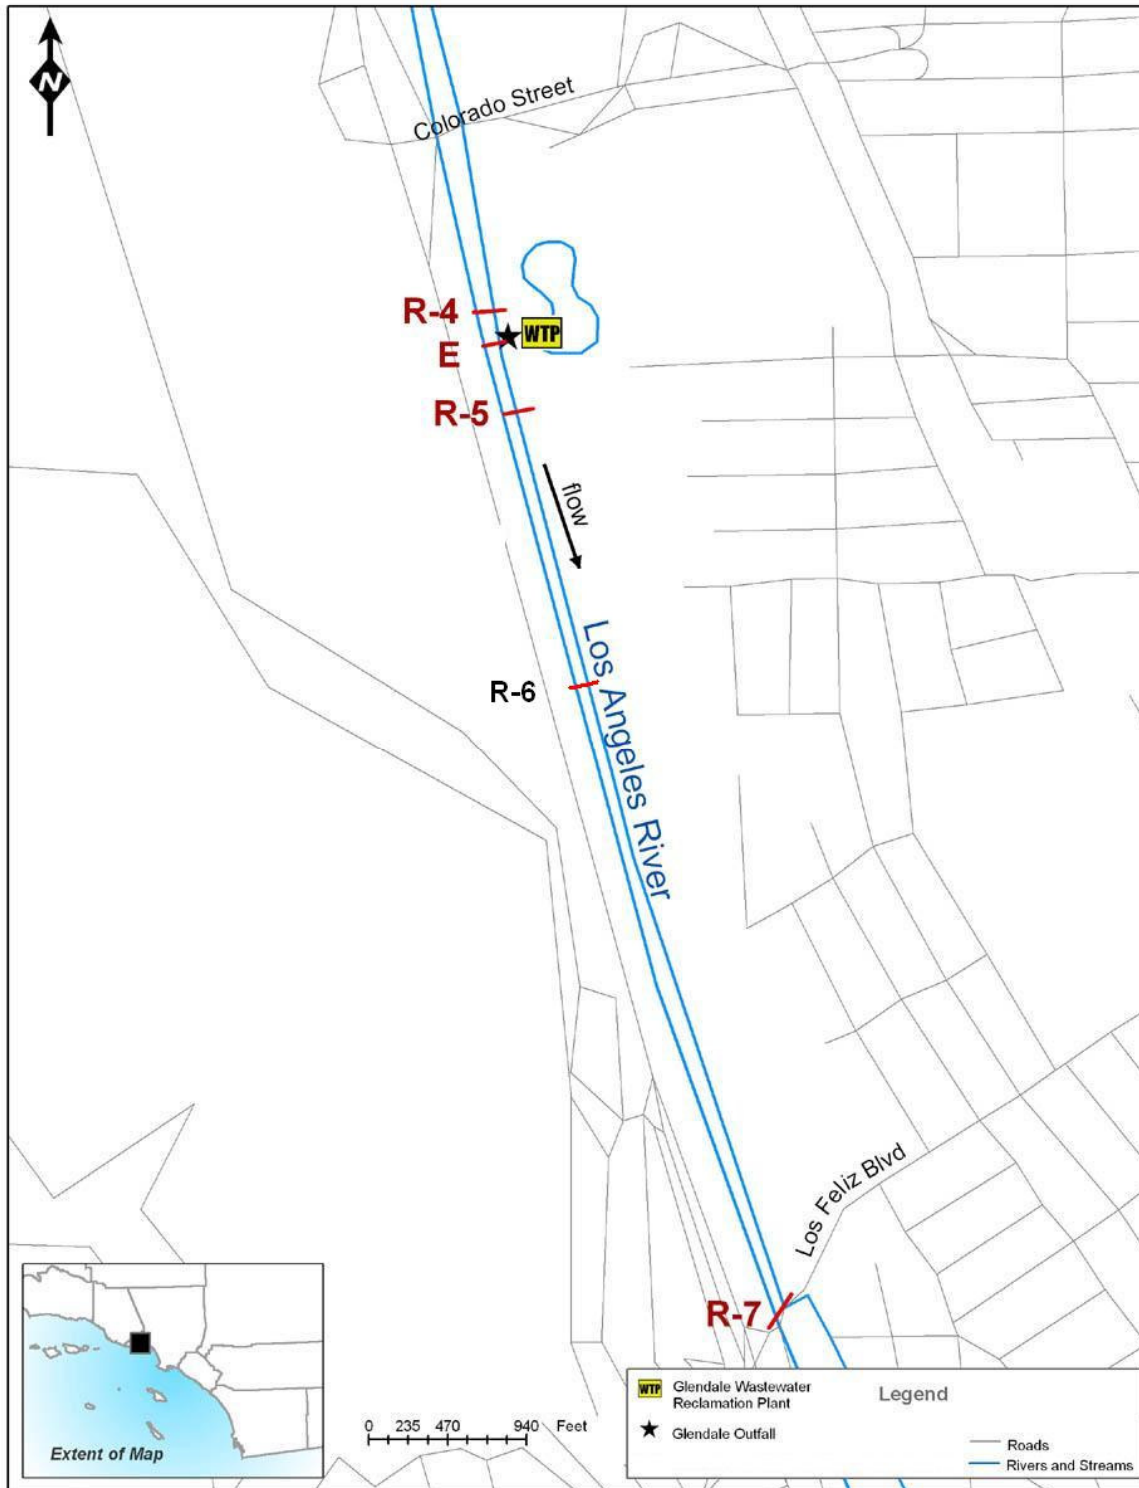 N
Colorado Street
R-4
WTP
E
R-5
flow
Los Angeles River
R-6
Los Feliz Blvd
R-7
Extent of Map
0 235 470 940 Feet
Legend
WTP Glendale Wastewater
Reclamation Plant
Glendale Outfall
Roads
Rivers and Streams